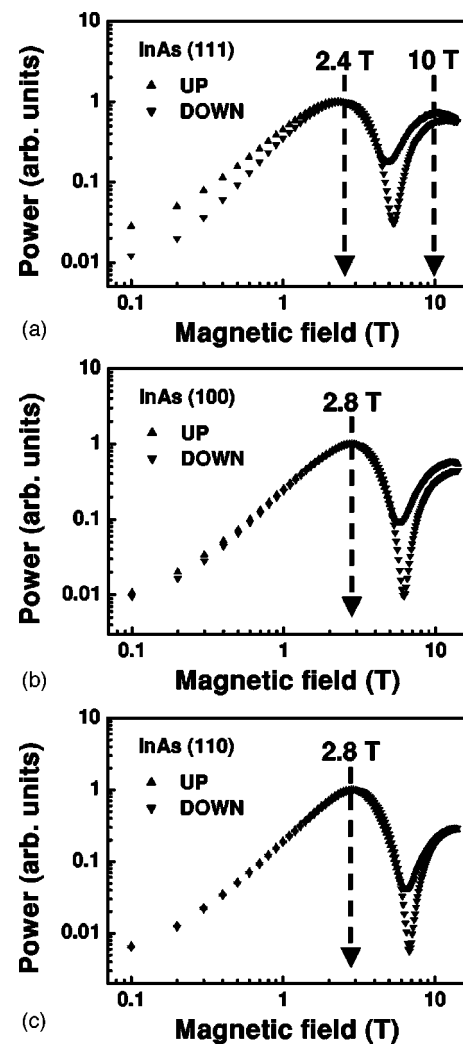 InAs (111)
UP
DOWN
2.4 T
10 T
Power (arb. units)
10
1
0.1
0.01
0.1
1
10
Magnetic field (T)
(a)
InAs (100)
UP
DOWN
2.8 T
Power (arb. units)
10
1
0.1
0.01
0.1
1
10
Magnetic field (T)
(b)
InAs (110)
UP
DOWN
2.8 T
Power (arb. units)
10
1
0.1
0.01
0.1
1
10
Magnetic field (T)
(c)